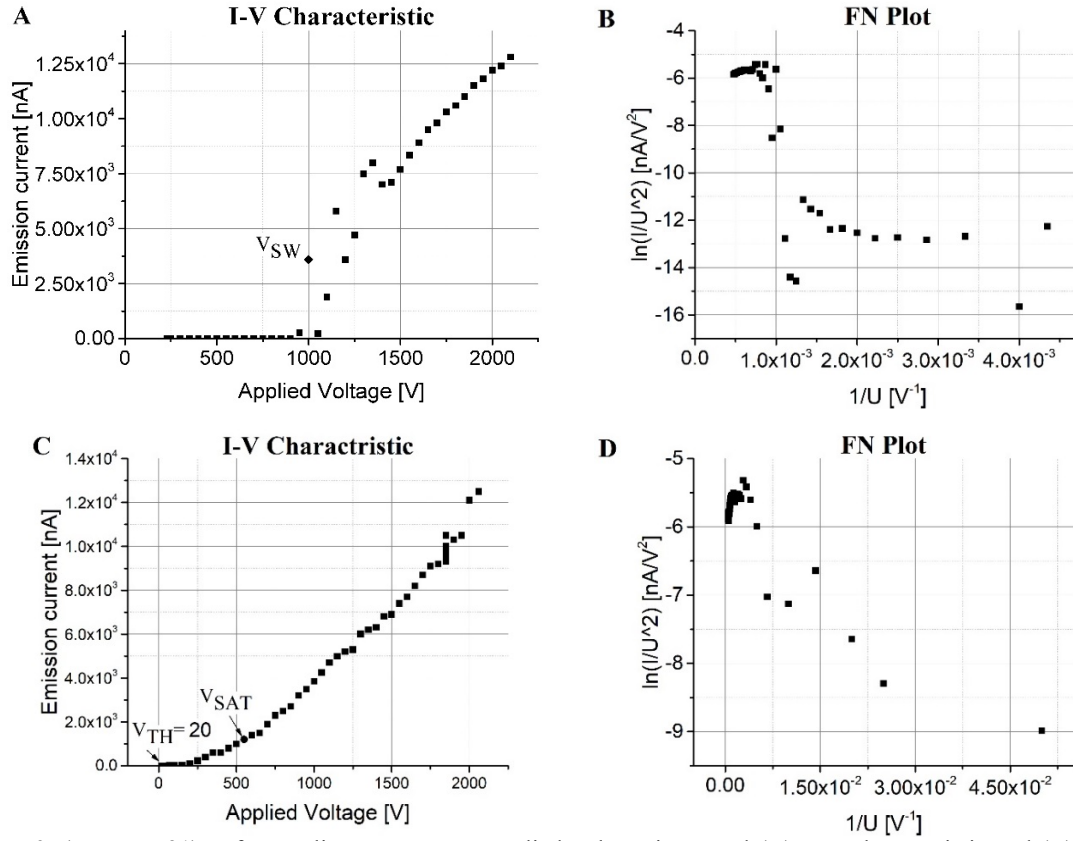 A
I-V Characteristic
Emission current [nA]
1.25x10⁴
1.00x10⁴
7.50x10³
5.00x10³
2.50x10³
0.00
V_SW
0 500 1000 1500 2000
Applied Voltage [V]
B
FN Plot
ln(I/U^2) [nA/V²]
-4
-6
-8
-10
-12
-14
-16
0.0 1.0x10⁻³ 2.0x10⁻³ 3.0x10⁻³ 4.0x10⁻³
1/U [V⁻¹]
C
I-V Charactristic
Emission current [nA]
1.4x10⁴
1.2x10⁴
1.0x10⁴
8.0x10³
6.0x10³
4.0x10³
2.0x10³
0.0
V_SAT
V_TH= 20
0 500 1000 1500 2000
Applied Voltage [V]
D
FN Plot
ln(I/U^2) [nA/V²]
-5
-6
-7
-8
-9
0.00 1.50x10⁻² 3.00x10⁻² 4.50x10⁻²
1/U [V⁻¹]